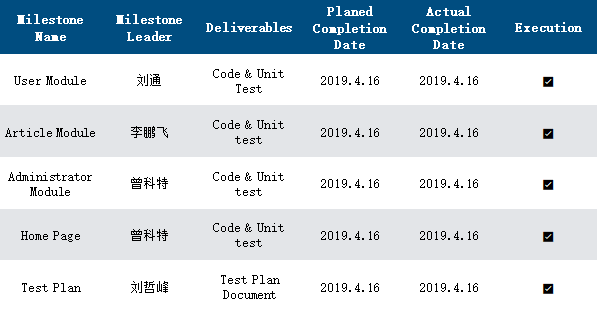 Milestone Name Milestone Leader Deliverables Planed Completion Date Actual Completion Date Execution
User Module 刘通 Code & Unit Test 2019.4.16 2019.4.16 ☑
Article Module 李鹏飞 Code & Unit test 2019.4.16 2019.4.16 ☑
Administrator Module 曾科特 Code & Unit test 2019.4.16 2019.4.16 ☑
Home Page 曾科特 Code & Unit test 2019.4.16 2019.4.16 ☑
Test Plan 刘哲峰 Test Plan Document 2019.4.16 2019.4.16 ☑